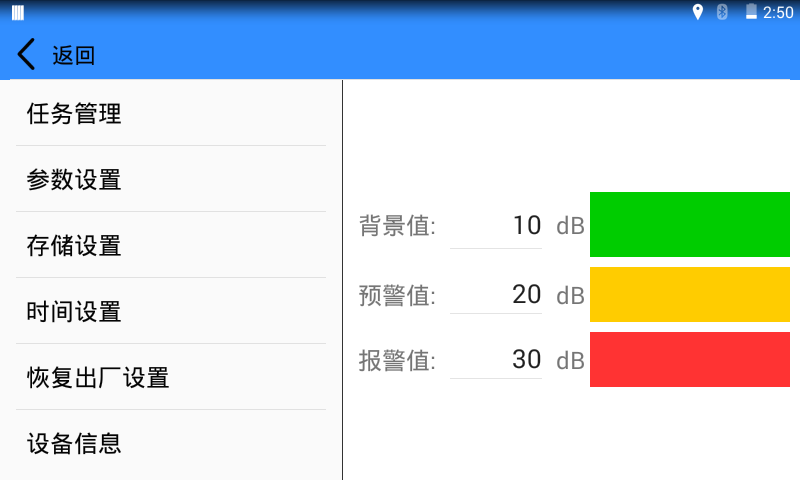 2:50
返回
任务管理
参数设置
存储设置
时间设置
恢复出厂设置
设备信息
背景值: 10 dB
预警值: 20 dB
报警值: 30 dB